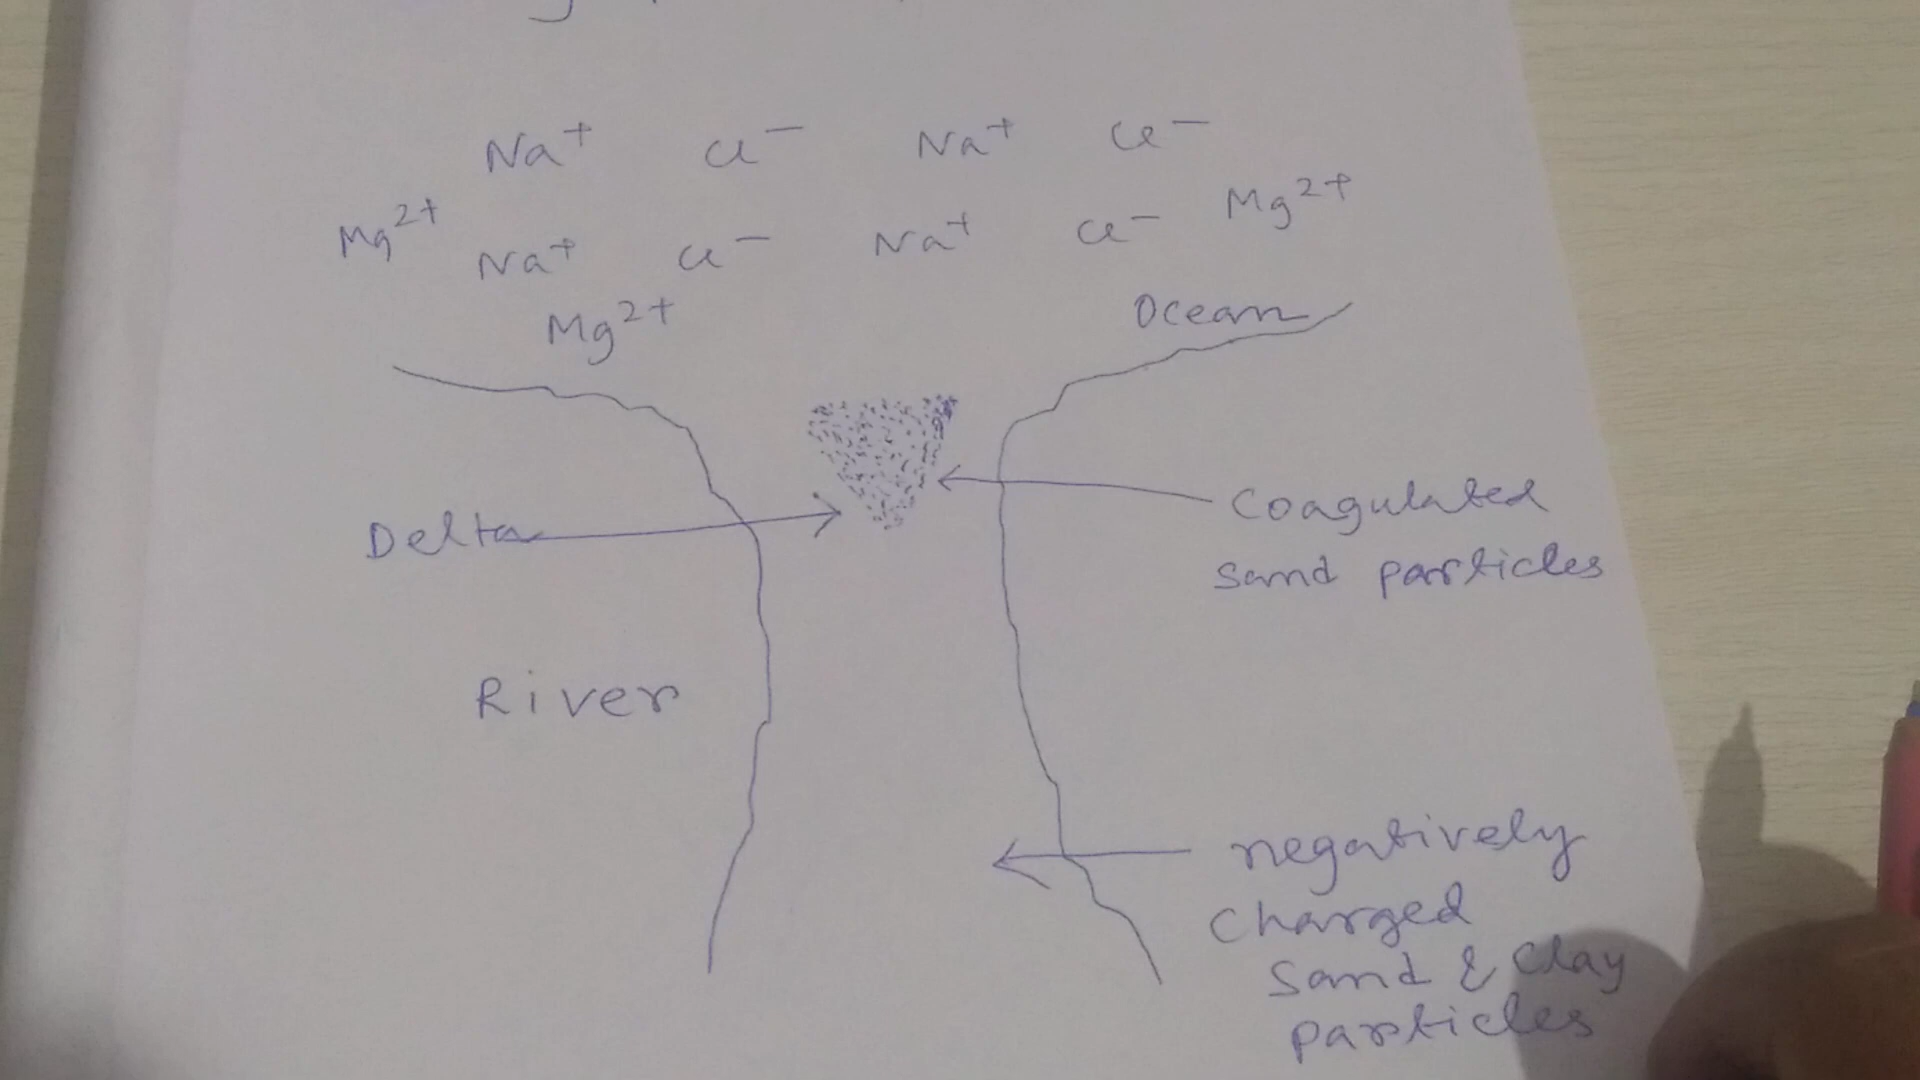 Na+ Cl− Na+ Cl−
Mg2+ Na+ Cl− Na+ Cl− Mg2+
Mg2+ Ocean
Delta
Coagulated
sand particles
River
negatively
charged
sand & clay
particles